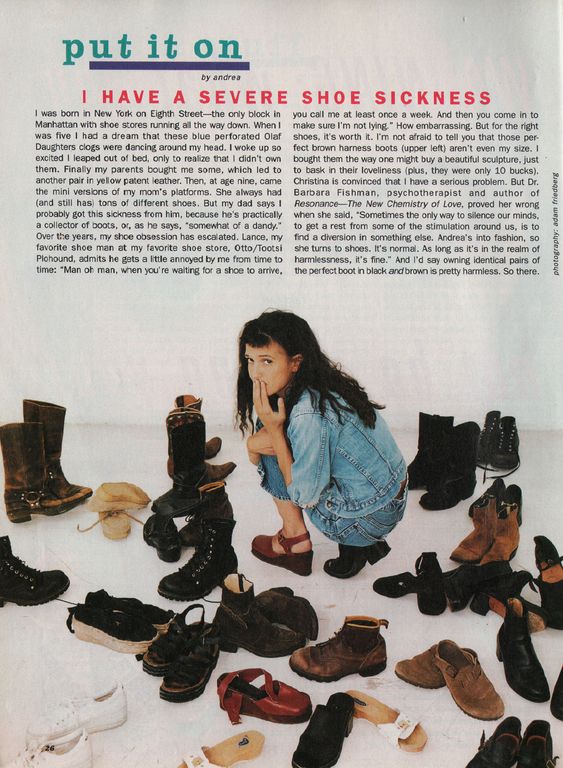 put it on
by andrea
I HAVE A SEVERE SHOE SICKNESS
I was born in New York on Eighth Street—the only block in
Manhattan with shoe stores running all the way down. When I
was five I had a dream that these blue perforated Olaf
Daughters clogs were dancing around my head. I woke up so
excited I leaped out of bed, only to realize that I didn't own
them. Finally my parents bought me some, which led to
another pair in yellow patent leather. Then, at age nine, came
the mini versions of my mom's platforms. She always had
(and still has) tons of different shoes. But my dad says I
probably got this sickness from him, because he's practically
a collector of boots, or, as he says, "somewhat of a dandy."
Over the years, my shoe obsession has escalated. Lance, my
favorite shoe man at my favorite shoe store, Otto/Tootsi
Plohound, admits he gets a little annoyed by me from time to
time: "Man oh man, when you're waiting for a shoe to arrive,
you call me at least once a week. And then you come in to
make sure I'm not lying." How embarrassing. But for the right
shoes, it's worth it. I'm not afraid to tell you that those per-
fect brown harness boots (upper left) aren't even my size. I
bought them the way one might buy a beautiful sculpture, just
to bask in their loveliness (plus, they were only 10 bucks).
Christina is convinced that I have a serious problem. But Dr.
Barbara Fishman, psychotherapist and author of
Resonance—The New Chemistry of Love, proved her wrong
when she said, "Sometimes the only way to silence our minds,
to get a rest from some of the stimulation around us, is to
find a diversion in something else. Andrea's into fashion, so
she turns to shoes. It's normal. As long as it's in the realm of
harmlessness, it's fine." And I'd say owning identical pairs of
the perfect boot in black and brown is pretty harmless. So there.
photography: adam friedberg
26